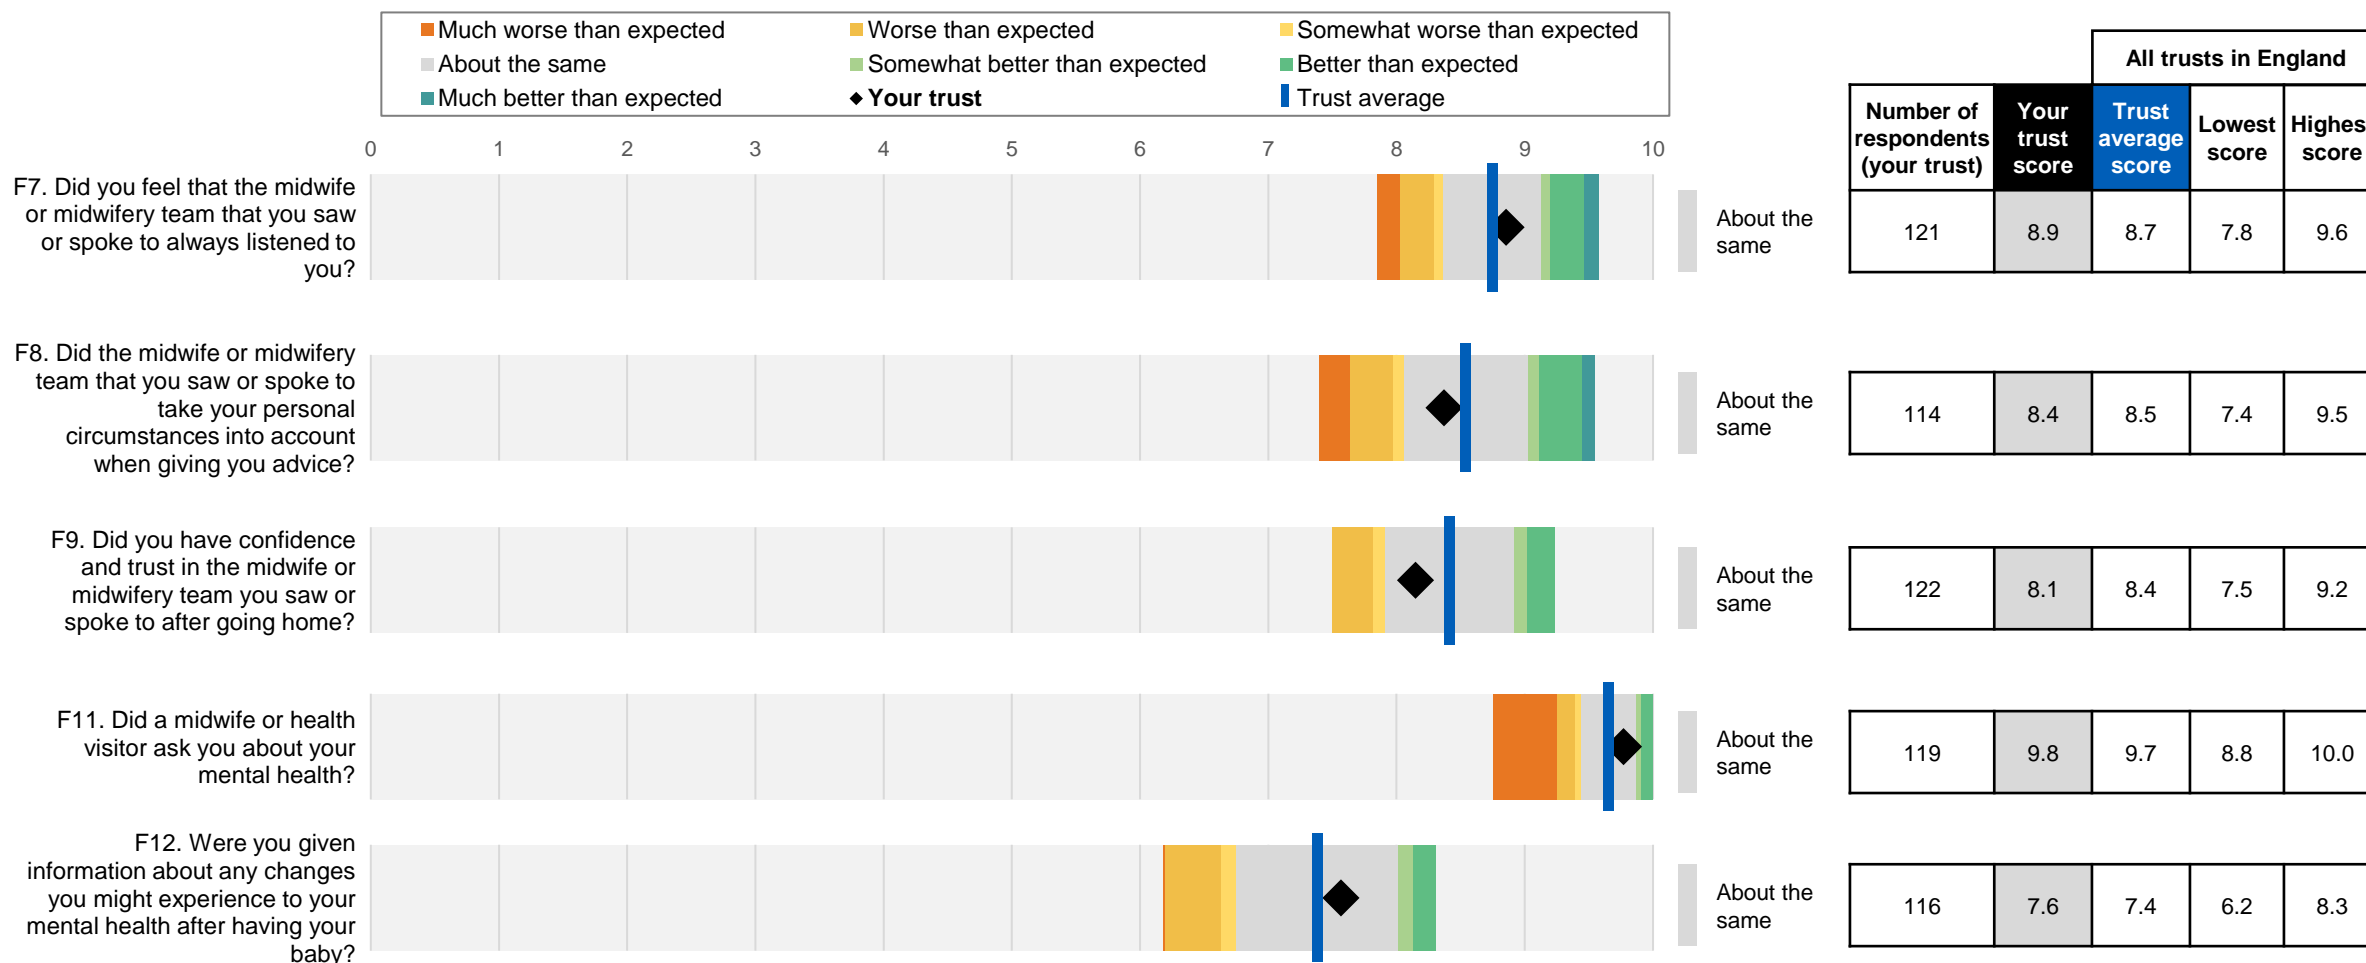 Much worse than expected
Worse than expected
Somewhat worse than expected
About the same
Somewhat better than expected
Better than expected
Much better than expected
Your trust
Trust average
All trusts in England
Number of
respondents
(your trust)
Your
trust
score
Trust
average
score
Lowest
score
Highes
score
0 1 2 3 4 5 6 7 8 9 10
F7. Did you feel that the midwife
or midwifery team that you saw
or spoke to always listened to
you?
About the
same
121 8.9 8.7 7.8 9.6
F8. Did the midwife or midwifery
team that you saw or spoke to
take your personal
circumstances into account
when giving you advice?
About the
same
114 8.4 8.5 7.4 9.5
F9. Did you have confidence
and trust in the midwife or
midwifery team you saw or
spoke to after going home?
About the
same
122 8.1 8.4 7.5 9.2
F11. Did a midwife or health
visitor ask you about your
mental health?
About the
same
119 9.8 9.7 8.8 10.0
F12. Were you given
information about any changes
you might experience to your
mental health after having your
baby?
About the
same
116 7.6 7.4 6.2 8.3